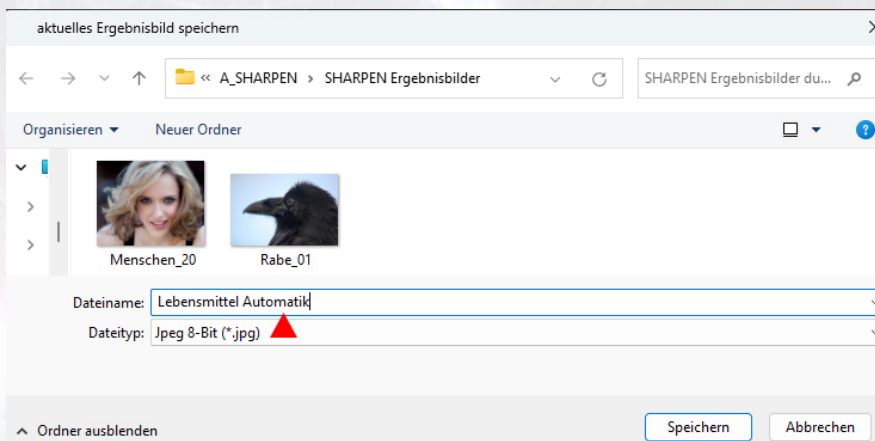 aktuelles Ergebnisbild speichern
« A_SHARPEN > SHARPEN Ergebnisbilder
SHARPEN Ergebnisbilder du...
Organisieren
Neuer Ordner
Menschen_20
Rabe_01
Dateiname: Lebensmittel Automatik
Dateityp: Jpeg 8-Bit (*.jpg)
Ordner ausblenden
Speichern
Abbrechen